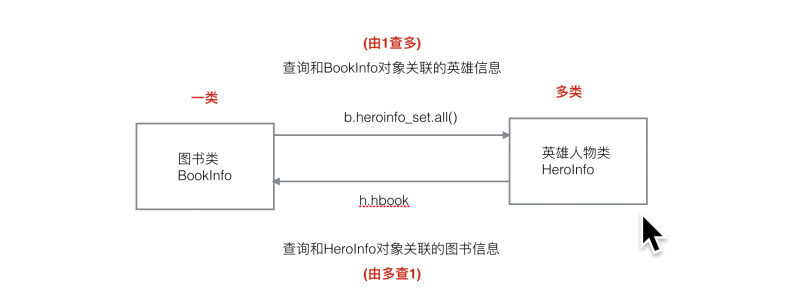 (由1查多)
查询和BookInfo对象关联的英雄信息
一类
多类
b.heroinfo_set.all()
图书类
BookInfo
英雄人物类
HeroInfo
h.hbook
查询和HeroInfo对象关联的图书信息
(由多查1)